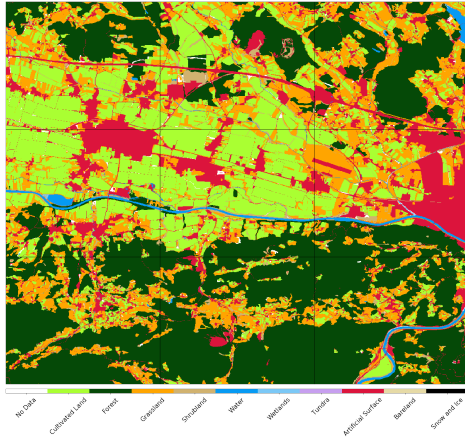 No Data
Cultivated Land
Forest
Grassland
Shrubland
Water
Wetlands
Tundra
Artificial Surface
Bareland
Snow and Ice